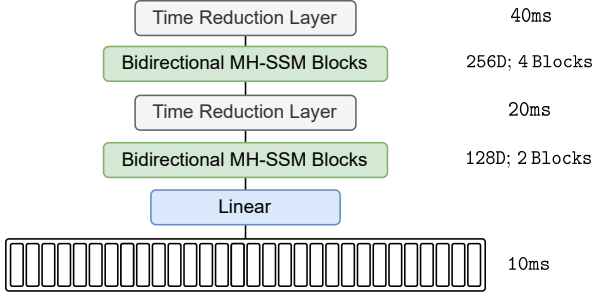 Time Reduction Layer 40ms
Bidirectional MH-SSM Blocks 256D; 4 Blocks
Time Reduction Layer 20ms
Bidirectional MH-SSM Blocks 128D; 2 Blocks
Linear
10ms